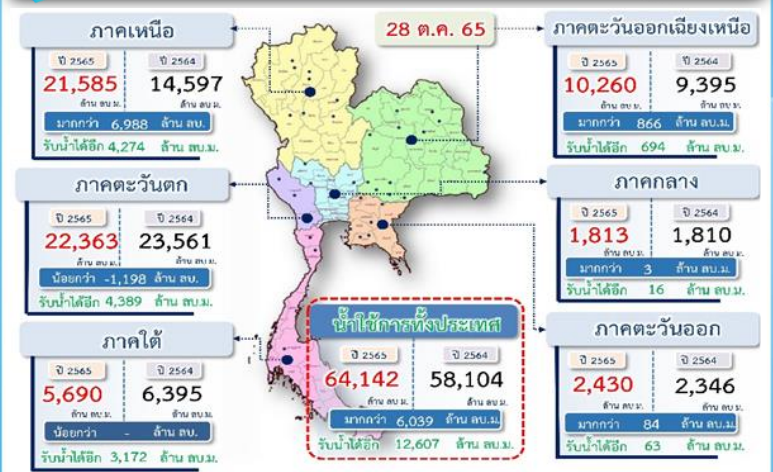 ภาคเหนือ
ปี 2565 ปี 2564
21,585 14,597
ล้าน ลบ.ม. ล้าน ลบ.ม.
มากกว่า 6,988 ล้าน ลบ.
รับน้ำได้อีก 4,274 ล้าน ลบ.ม.
28 ต.ค. 65
ภาคตะวันออกเฉียงเหนือ
ปี 2565 ปี 2564
10,260 9,395
ล้าน ลบ.ม. ล้าน ลบ.ม.
มากกว่า 866 ล้าน ลบ.ม.
รับน้ำได้อีก 694 ล้าน ลบ.ม.
ภาคตะวันตก
ปี 2565 ปี 2564
22,363 23,561
ล้าน ลบ.ม. ล้าน ลบ.ม.
น้อยกว่า -1,198 ล้าน ลบ.
รับน้ำได้อีก 4,389 ล้าน ลบ.ม.
ภาคกลาง
ปี 2565 ปี 2564
1,813 1,810
ล้าน ลบ.ม. ล้าน ลบ.ม.
มากกว่า 3 ล้าน ลบ.ม.
รับน้ำได้อีก 16 ล้าน ลบ.ม.
ภาคใต้
ปี 2565 ปี 2564
5,690 6,395
ล้าน ลบ.ม. ล้าน ลบ.ม.
น้อยกว่า - ล้าน ลบ.
รับน้ำได้อีก 3,172 ล้าน ลบ.ม.
น้ำใช้การทั้งประเทศ
ปี 2565 ปี 2564
64,142 58,104
ล้าน ลบ.ม. ล้าน ลบ.ม.
มากกว่า 6,039 ล้าน ลบ.ม.
รับน้ำได้อีก 12,607 ล้าน ลบ.ม.
ภาคตะวันออก
ปี 2565 ปี 2564
2,430 2,346
ล้าน ลบ.ม. ล้าน ลบ.ม.
มากกว่า 84 ล้าน ลบ.ม.
รับน้ำได้อีก 63 ล้าน ลบ.ม.